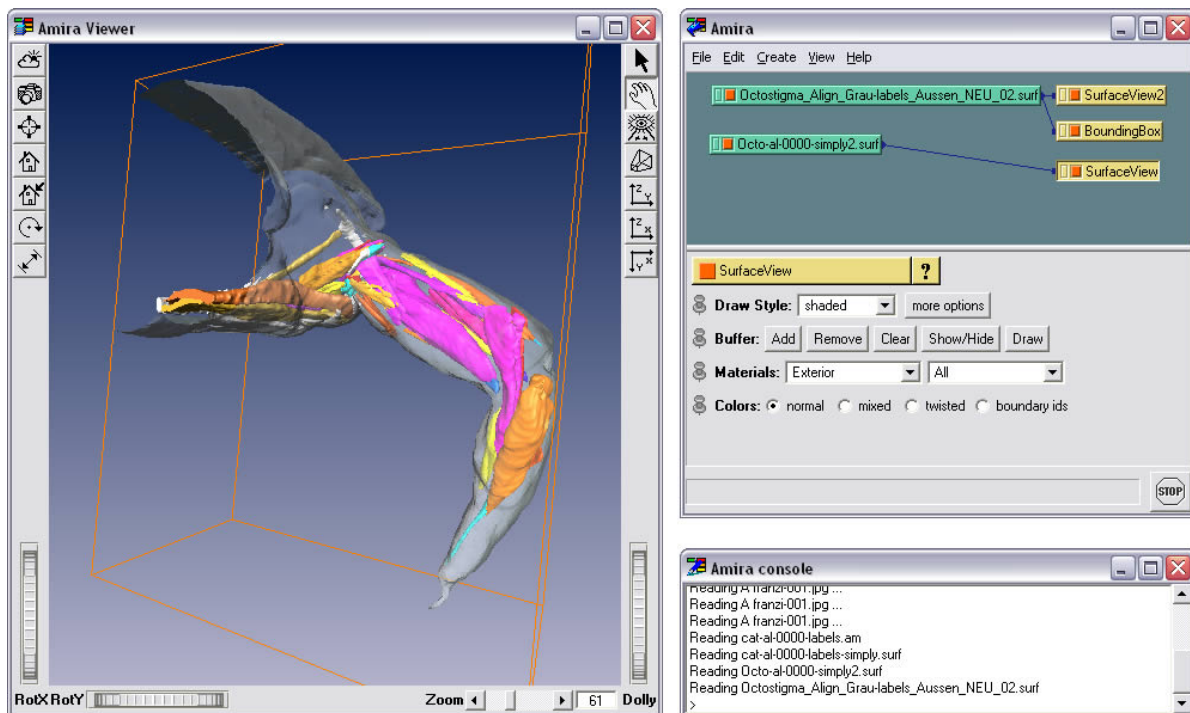 Amira Viewer
RotX RotY
Zoom
61
Dolly
Amira
File Edit Create View Help
Octostigma_Align_Grau-labels_Aussen_NEU_02.surf
SurfaceView2
BoundingBox
Octo-al-0000-simply2.surf
SurfaceView
SurfaceView
?
Draw Style: shaded more options
Buffer: Add Remove Clear Show/Hide Draw
Materials: Exterior All
Colors: normal mixed twisted boundary ids
STOP
Amira console
Reading A franzi-001.jpg ...
Reading A franzi-001.jpg ...
Reading A franzi-001.jpg ...
Reading cat-al-0000-labels.am
Reading cat-al-0000-labels-simply.surf
Reading Octo-al-0000-simply2.surf
Reading Octostigma_Align_Grau-labels_Aussen_NEU_02.surf
>
z Y
z x
Y x